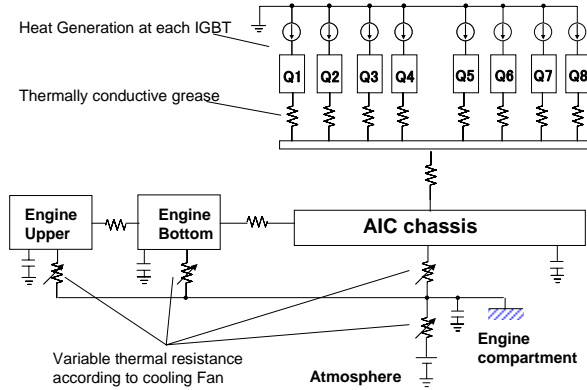 Heat Generation at each IGBT
Q1 Q2 Q3 Q4 Q5 Q6 Q7 Q8
Thermally conductive grease
Engine
Upper
Engine
Bottom
AIC chassis
Variable thermal resistance
according to cooling Fan
Atmosphere
Engine
compartment